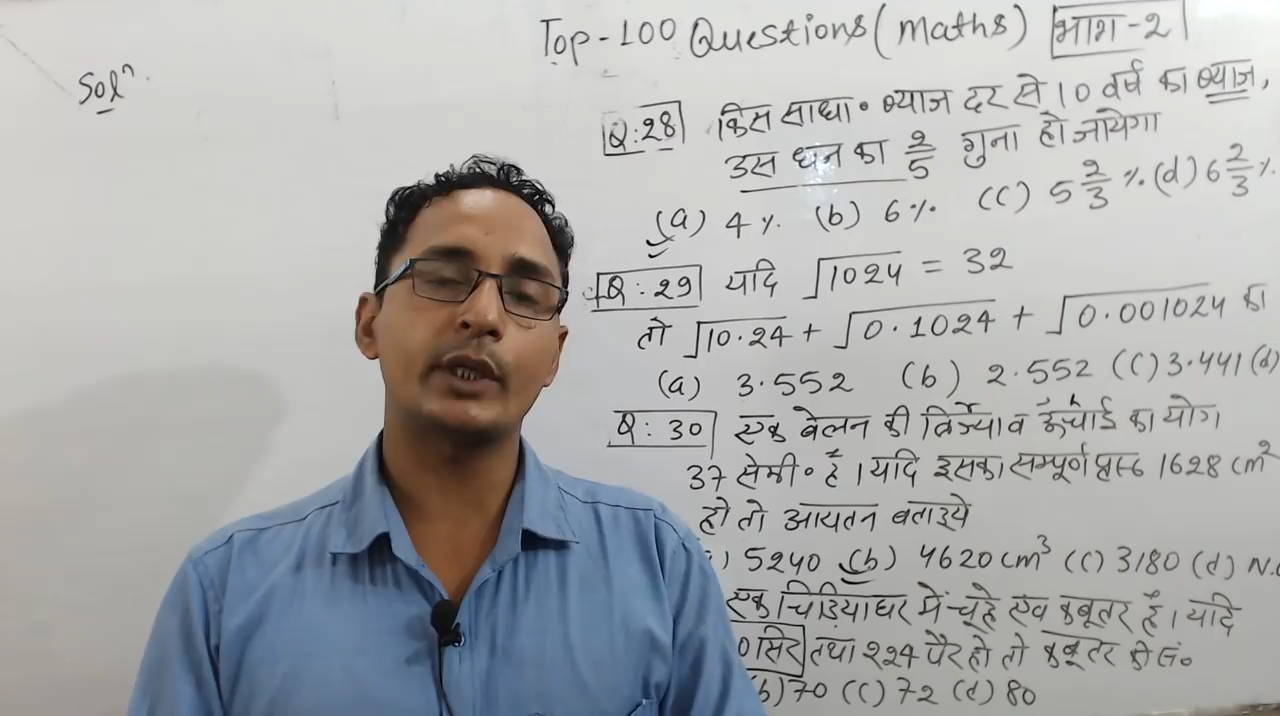 Top-100 Questions (Maths) भाग-2
Solⁿ.
Q:28 किस साधा० ब्याज दर से 10 वर्ष का ब्याज,
उस धन का 2/5 गुना हो जायेगा
(a) 4% (b) 6% (c) 5 2/3 % (d) 6 2/3 %
Q:29 यदि √1024 = 32
तो √10.24 + √0.1024 + √0.001024 का
(a) 3.552 (b) 2.552 (c) 3.441 (d)
Q:30 एक बेलन की त्रिज्या व ऊंचाई का योग
r h
37 सेमी० है। यदि इसका सम्पूर्ण पृष्ठ 1628 cm²
हो तो आयतन बताइये
) 5240 (b) 4620 cm³ (c) 3180 (d) N.
एक चिडियाघर में चूहे एव कबूतर है। यदि
0 सिर तथा 224 पैर हो तो कबूतर की सं०
b) 70 (c) 72 (d) 80